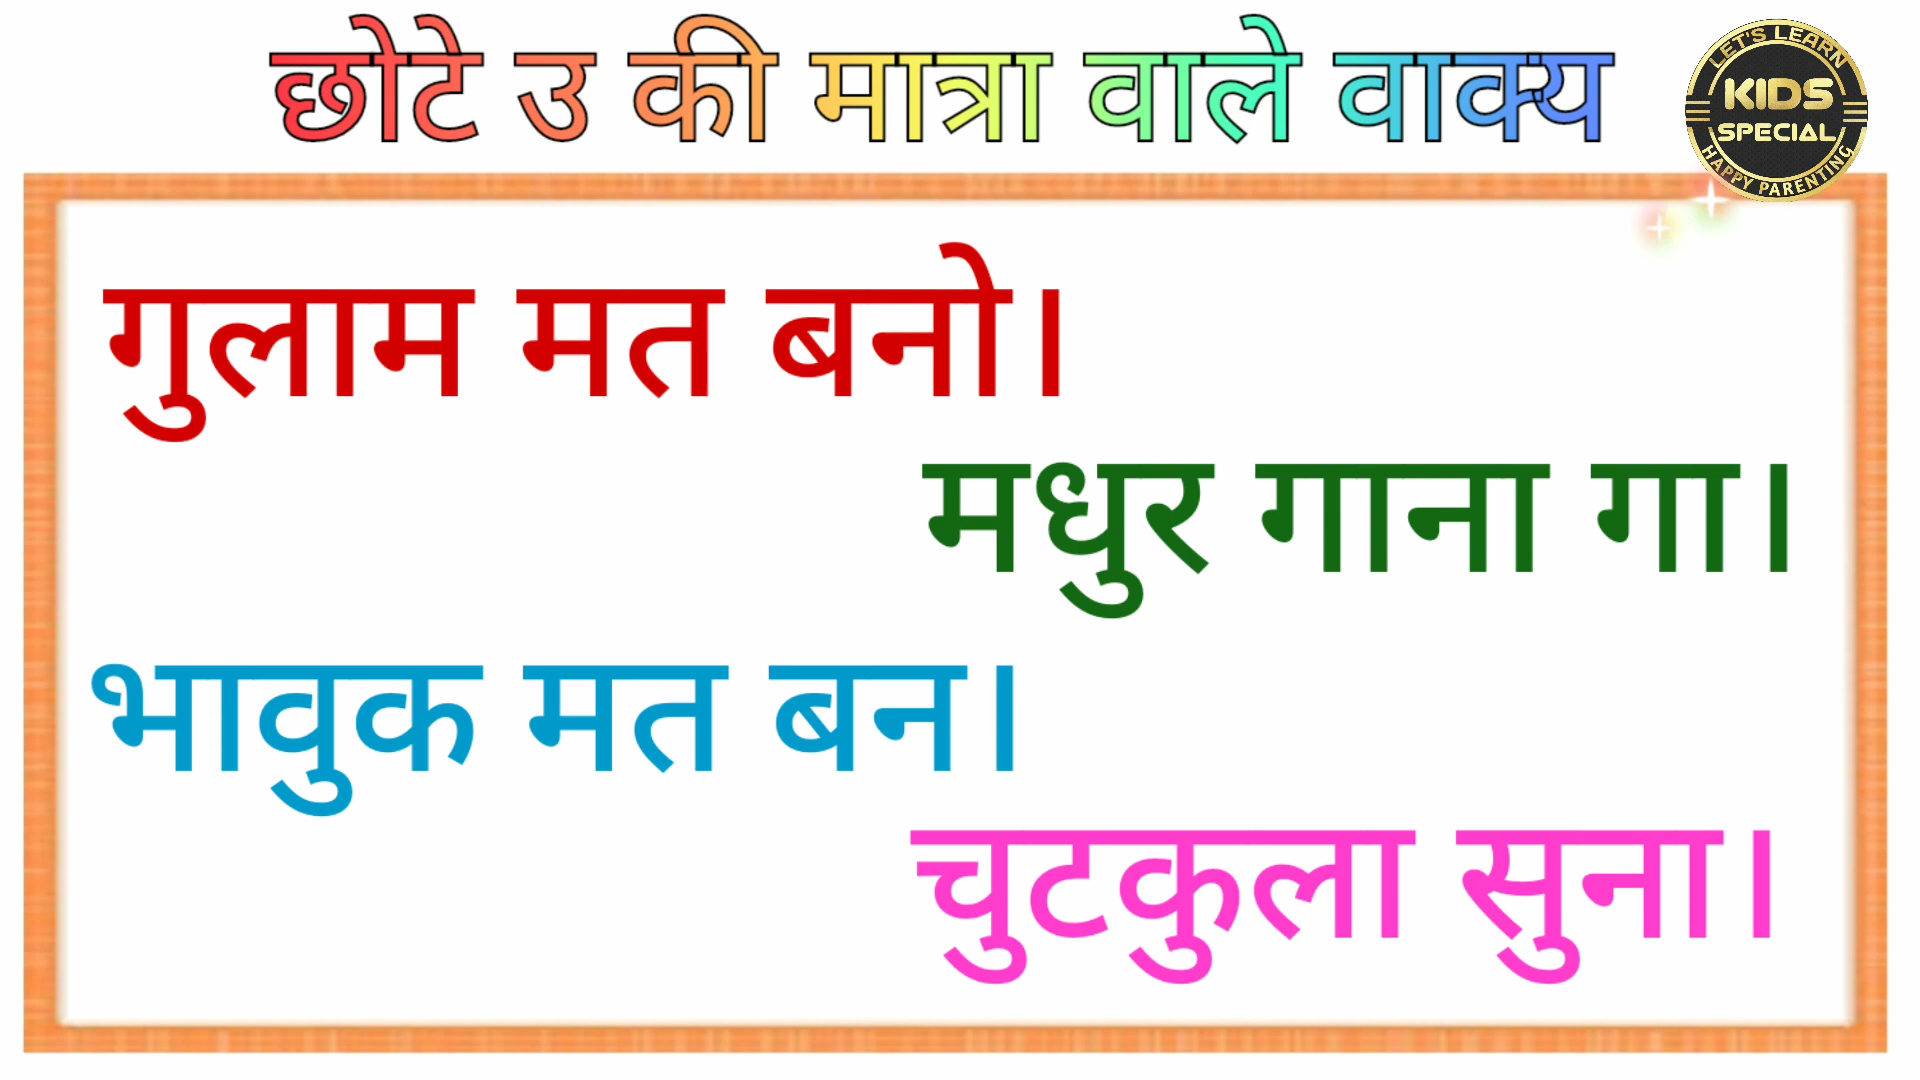 छोटे उ की मात्रा वाले वाक्य
LET'S LEARN
KIDS
SPECIAL
HAPPY PARENTING
गुलाम मत बनो।
मधुर गाना गा।
भावुक मत बन।
चुटकुला सुना।